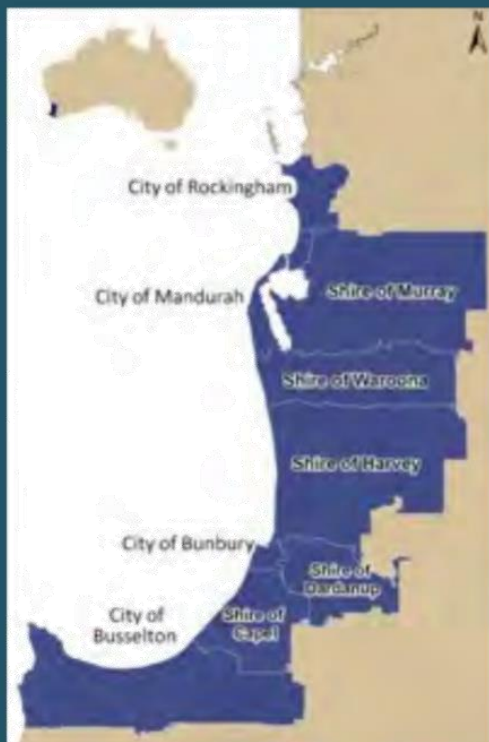 N
City of Rockingham
City of Mandurah
Shire of Murray
Shire of Waroona
Shire of Harvey
City of Bunbury
Shire of
Dardanup
City of
Busselton
Shire of
Capel